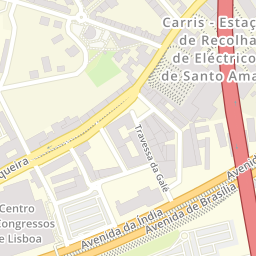 Carris - Estaç
de Recolha
de Eléctrico
de Santo Ama
Travessa da Galé
queira
Centro
Congressos
de Lisboa
Avenida da Índia
Avenida de Brasília